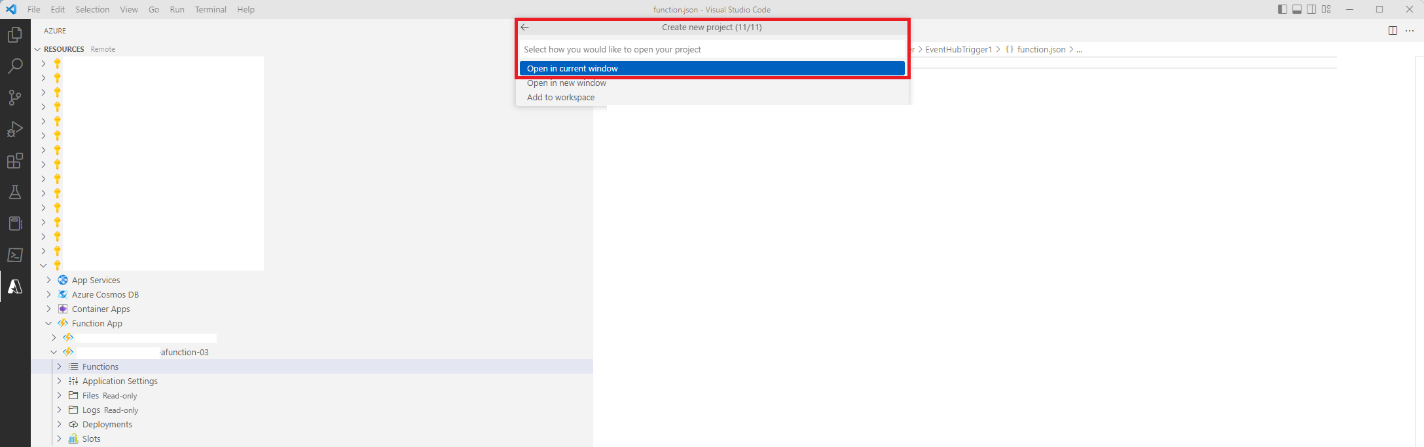 File Edit Selection View Go Run Terminal Help
function.json - Visual Studio Code
AZURE
RESOURCES Remote
Create new project (11/11)
Select how you would like to open your project
Open in current window
Open in new window
Add to workspace
EventHubTrigger1 > {} function.json > ...
App Services
Azure Cosmos DB
Container Apps
Function App
afunction-03
Functions
Application Settings
Files Read-only
Logs Read-only
Deployments
Slots